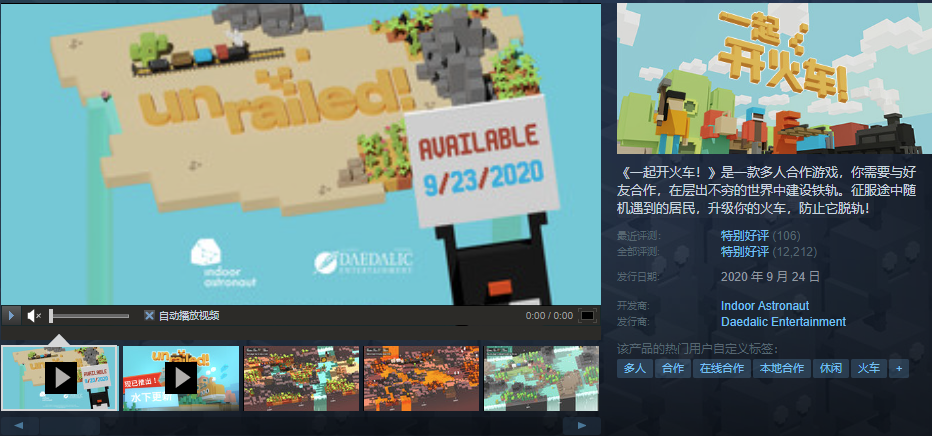 unrailed!
AVAILABLE
9/23/2020
indoor
astronaut
DAEDALIC
ENTERTAINMENT
自动播放视频
0:00 / 0:00
unrailed!
现已推出!
水下更新
一起
开火车!
《一起开火车！》是一款多人合作游戏，你需要与好
友合作，在层出不穷的世界中建设铁轨。征服途中随
机遇到的居民，升级你的火车，防止它脱轨！
最近评测: 特别好评 (106)
全部评测: 特别好评 (12,212)
发行日期: 2020 年 9 月 24 日
开发商: Indoor Astronaut
发行商: Daedalic Entertainment
该产品的热门用户自定义标签:
多人 合作 在线合作 本地合作 休闲 火车 +